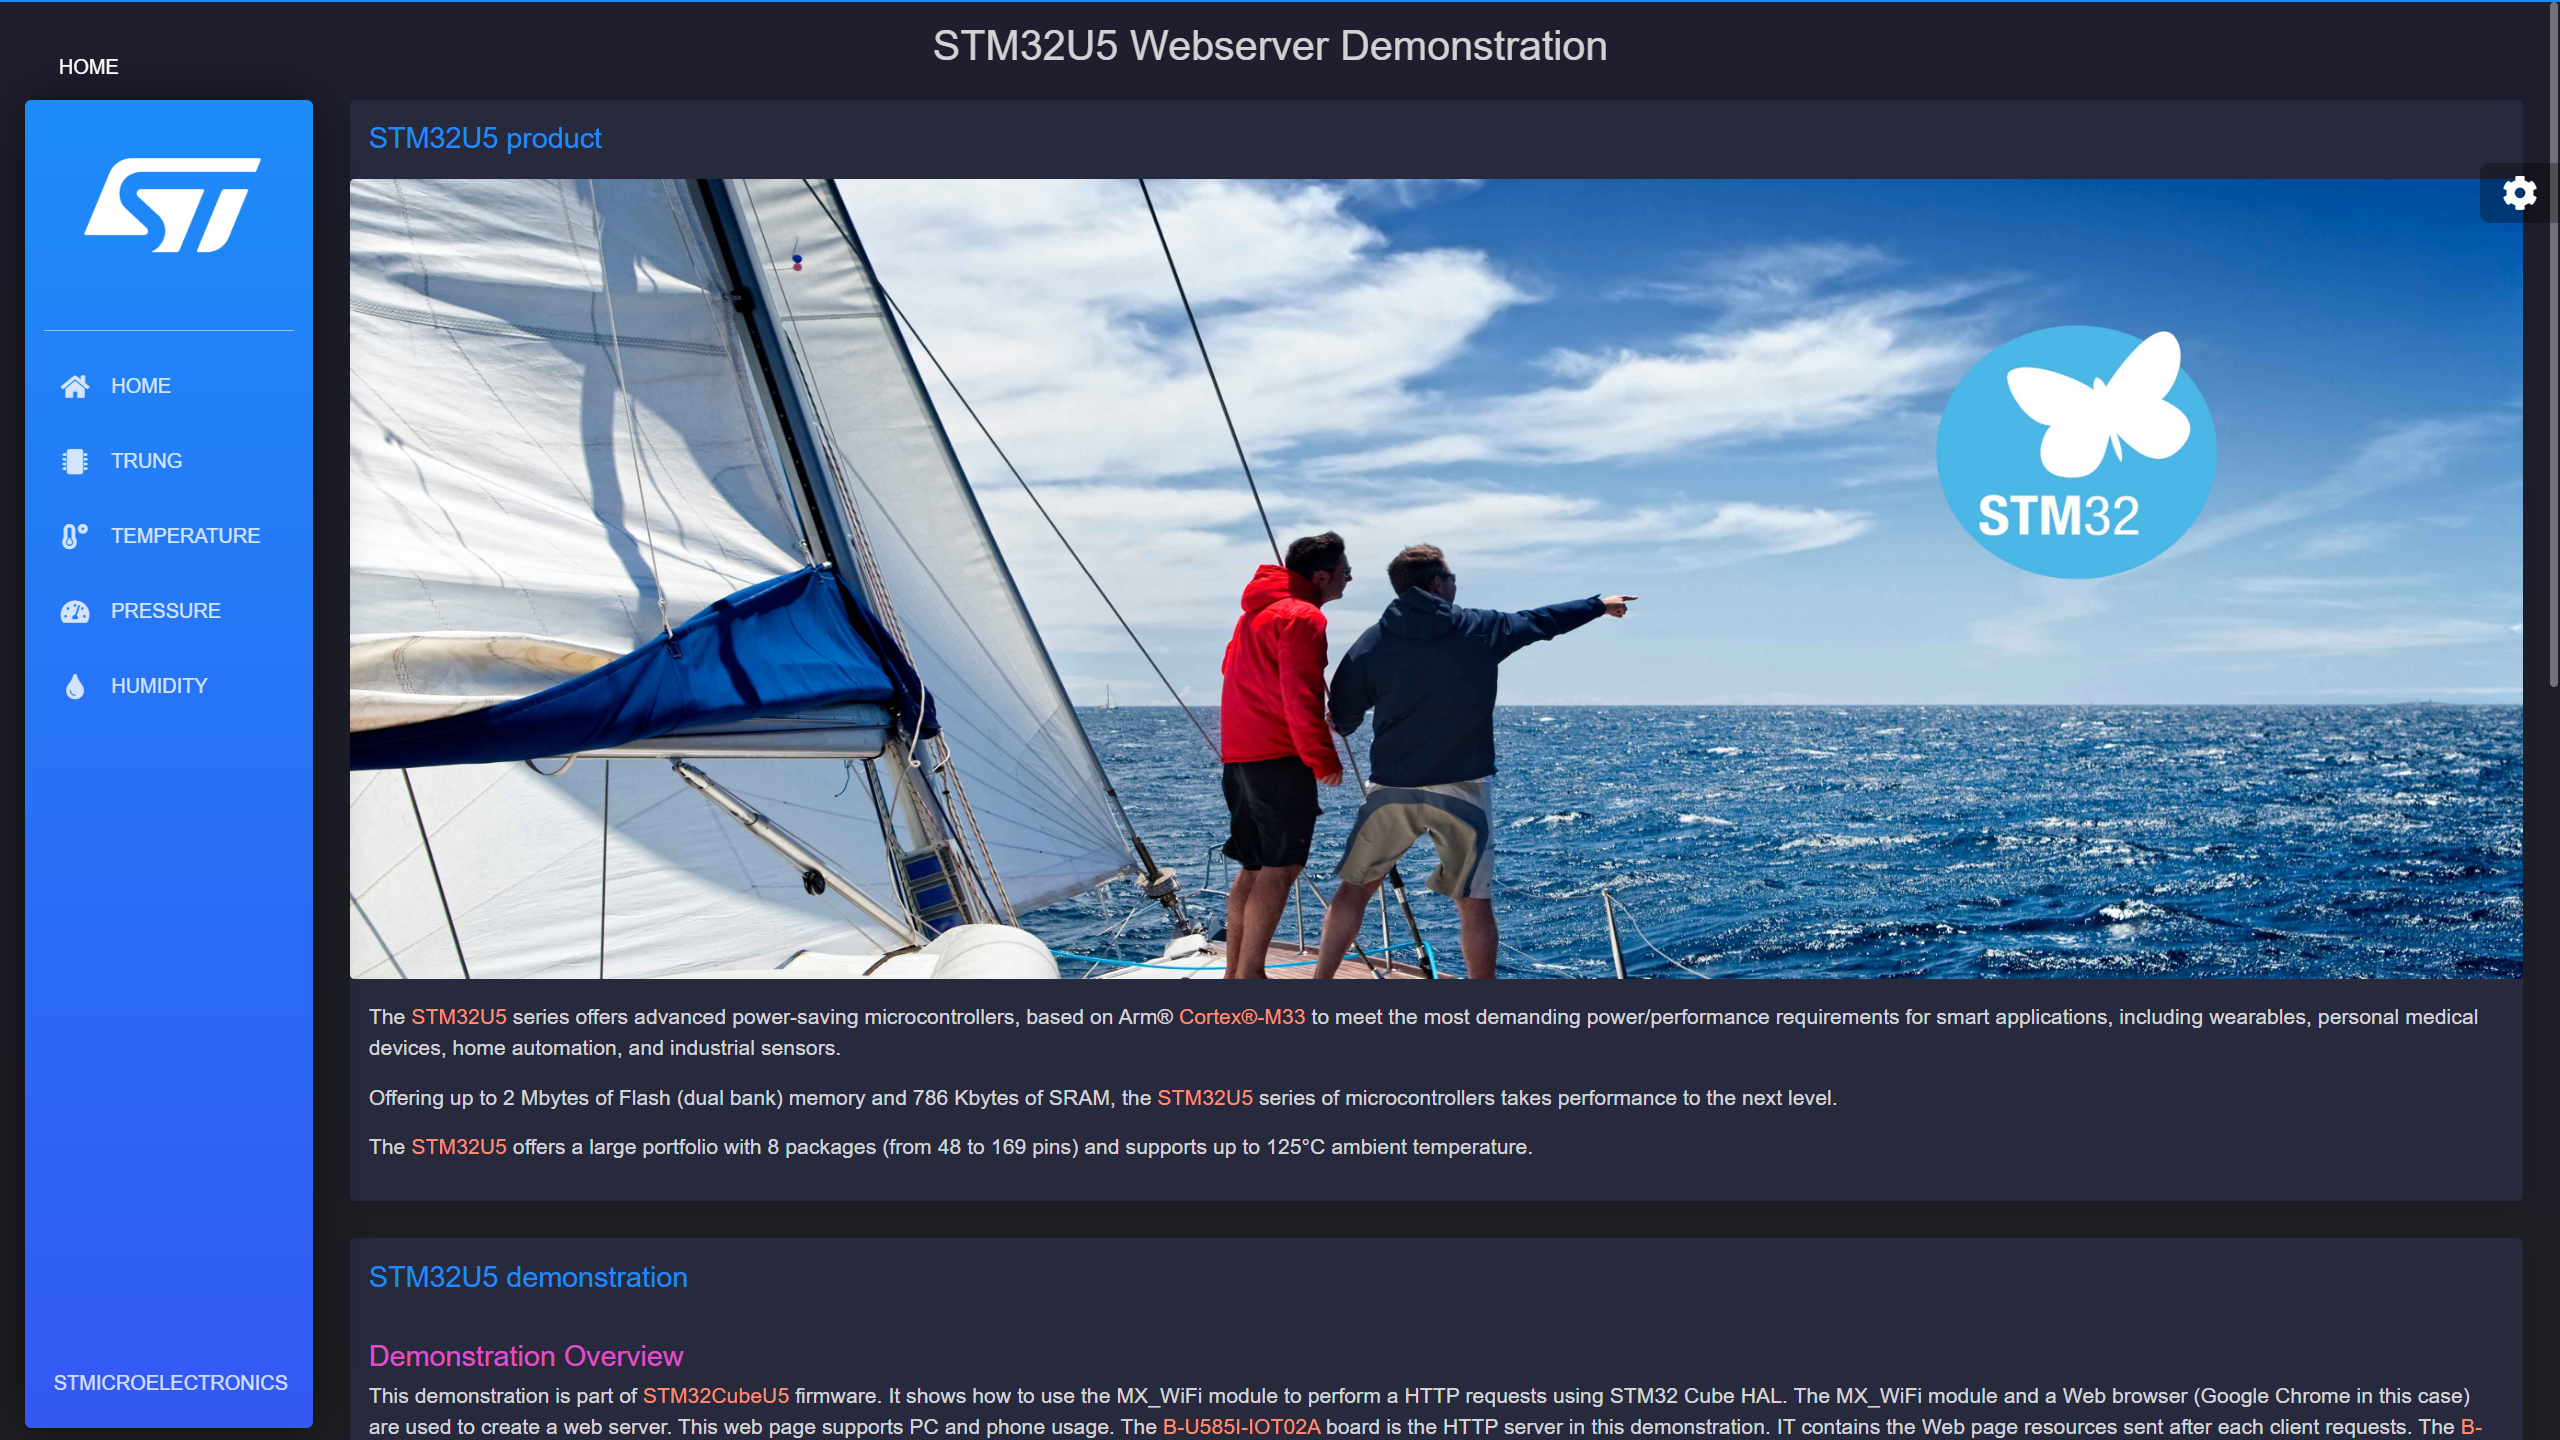 STM32U5 Webserver Demonstration
HOME
ST
HOME
TRUNG
TEMPERATURE
PRESSURE
HUMIDITY
STMICROELECTRONICS
STM32U5 product
STM32
The STM32U5 series offers advanced power-saving microcontrollers, based on Arm® Cortex®-M33 to meet the most demanding power/performance requirements for smart applications, including wearables, personal medical
devices, home automation, and industrial sensors.
Offering up to 2 Mbytes of Flash (dual bank) memory and 786 Kbytes of SRAM, the STM32U5 series of microcontrollers takes performance to the next level.
The STM32U5 offers a large portfolio with 8 packages (from 48 to 169 pins) and supports up to 125°C ambient temperature.
STM32U5 demonstration
Demonstration Overview
This demonstration is part of STM32CubeU5 firmware. It shows how to use the MX_WiFi module to perform a HTTP requests using STM32 Cube HAL. The MX_WiFi module and a Web browser (Google Chrome in this case)
are used to create a web server. This web page supports PC and phone usage. The B-U585I-IOT02A board is the HTTP server in this demonstration. IT contains the Web page resources sent after each client requests. The B-